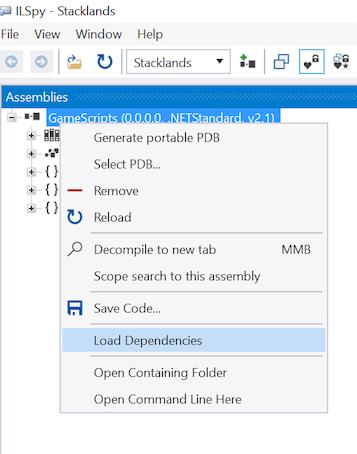 ILSpy - Stacklands
File View Window Help
Stacklands
Assemblies
GameScripts (0.0.0.0, .NETStandard, v2.1)
Generate portable PDB
Select PDB...
Remove
Reload
Decompile to new tab MMB
Scope search to this assembly
Save Code...
Load Dependencies
Open Containing Folder
Open Command Line Here